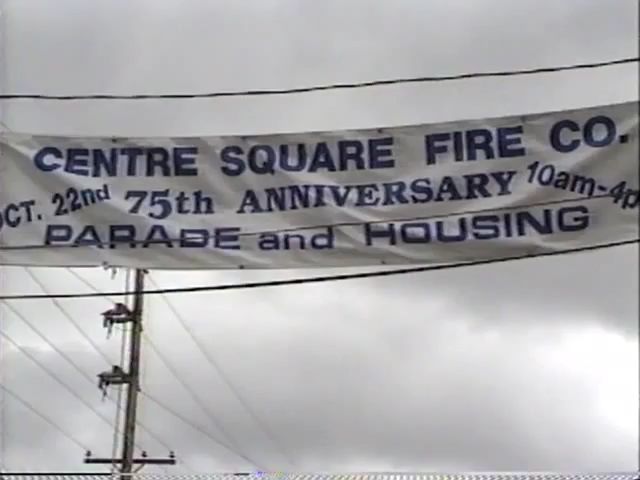 CENTRE SQUARE FIRE CO.
OCT. 22nd 75th ANNIVERSARY 10am-4p
PARADE and HOUSING